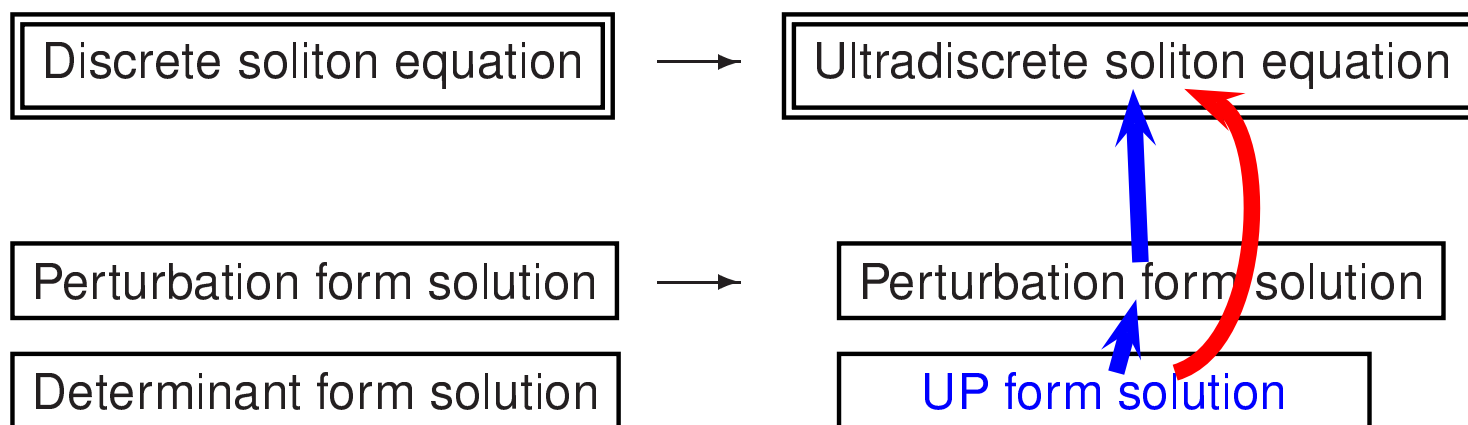 Discrete soliton equation
Ultradiscrete soliton equation
Perturbation form solution
Perturbation form solution
Determinant form solution
UP form solution